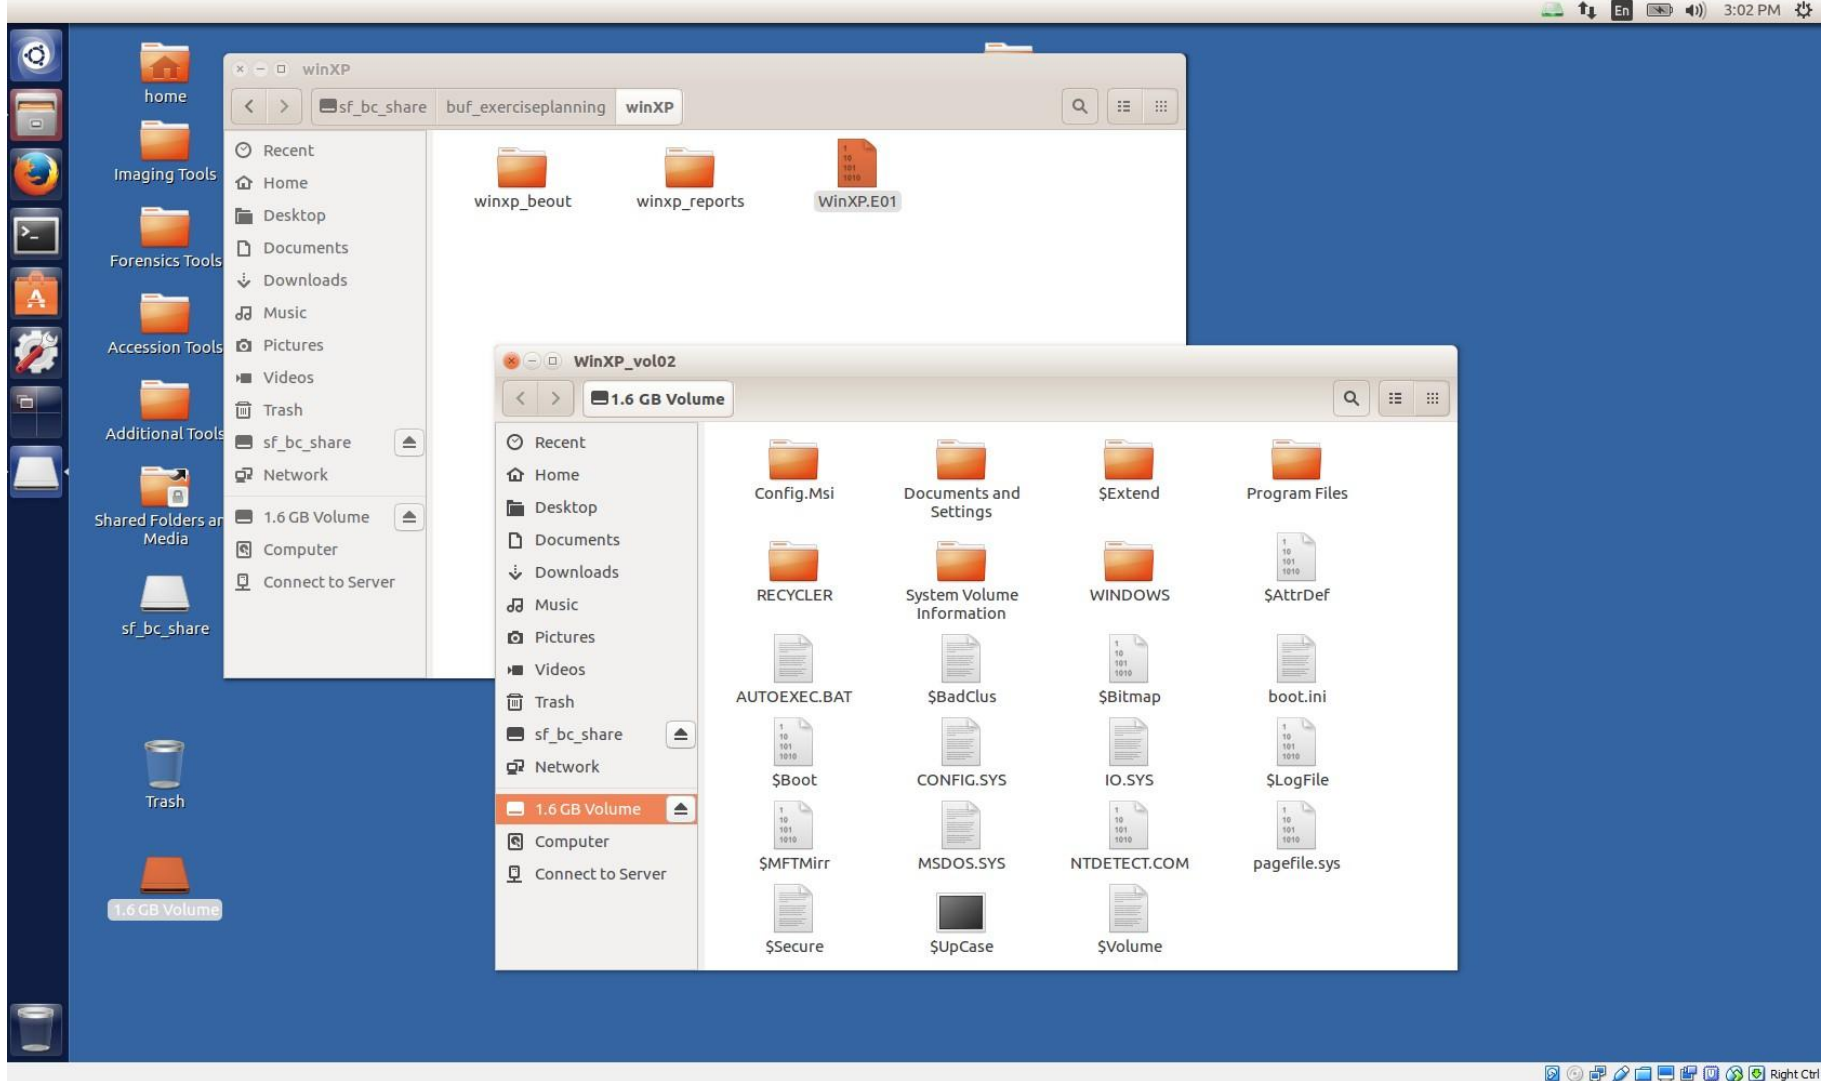 En
3:02 PM
home
Imaging Tools
Forensics Tools
Accession Tools
Additional Tools
Shared Folders an
Media
sf_bc_share
Trash
1.6 GB Volume
winXP
sf_bc_share
buf_exerciseplanning
winXP
Recent
Home
Desktop
Documents
Downloads
Music
Pictures
Videos
Trash
sf_bc_share
Network
1.6 GB Volume
Computer
Connect to Server
winxp_beout
winxp_reports
WinXP.E01
WinXP_vol02
1.6 GB Volume
Recent
Home
Desktop
Documents
Downloads
Music
Pictures
Videos
Trash
sf_bc_share
Network
1.6 GB Volume
Computer
Connect to Server
Config.Msi
Documents and
Settings
$Extend
Program Files
RECYCLER
System Volume
Information
WINDOWS
$AttrDef
AUTOEXEC.BAT
$BadClus
$Bitmap
boot.ini
$Boot
CONFIG.SYS
IO.SYS
$LogFile
$MFTMirr
MSDOS.SYS
NTDETECT.COM
pagefile.sys
$Secure
$UpCase
$Volume
Right Ctrl